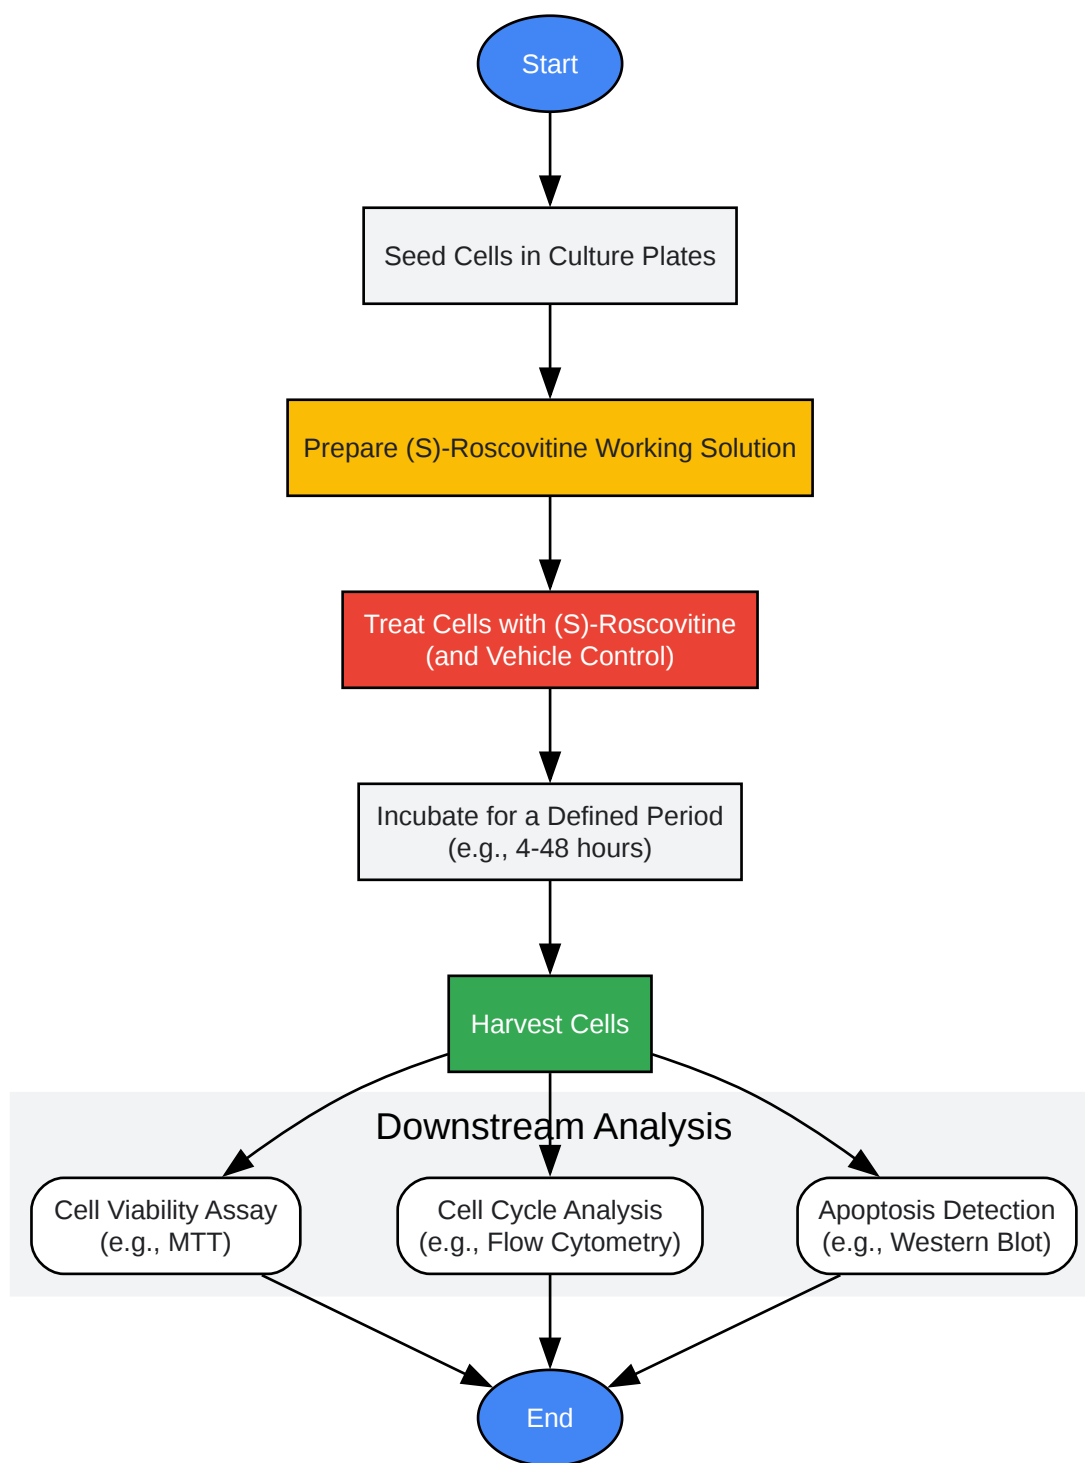 Start
Seed Cells in Culture Plates
Prepare (S)-Roscovitine Working Solution
Treat Cells with (S)-Roscovitine
(and Vehicle Control)
Incubate for a Defined Period
(e.g., 4-48 hours)
Harvest Cells
Downstream Analysis
Cell Viability Assay
(e.g., MTT)
Cell Cycle Analysis
(e.g., Flow Cytometry)
Apoptosis Detection
(e.g., Western Blot)
End